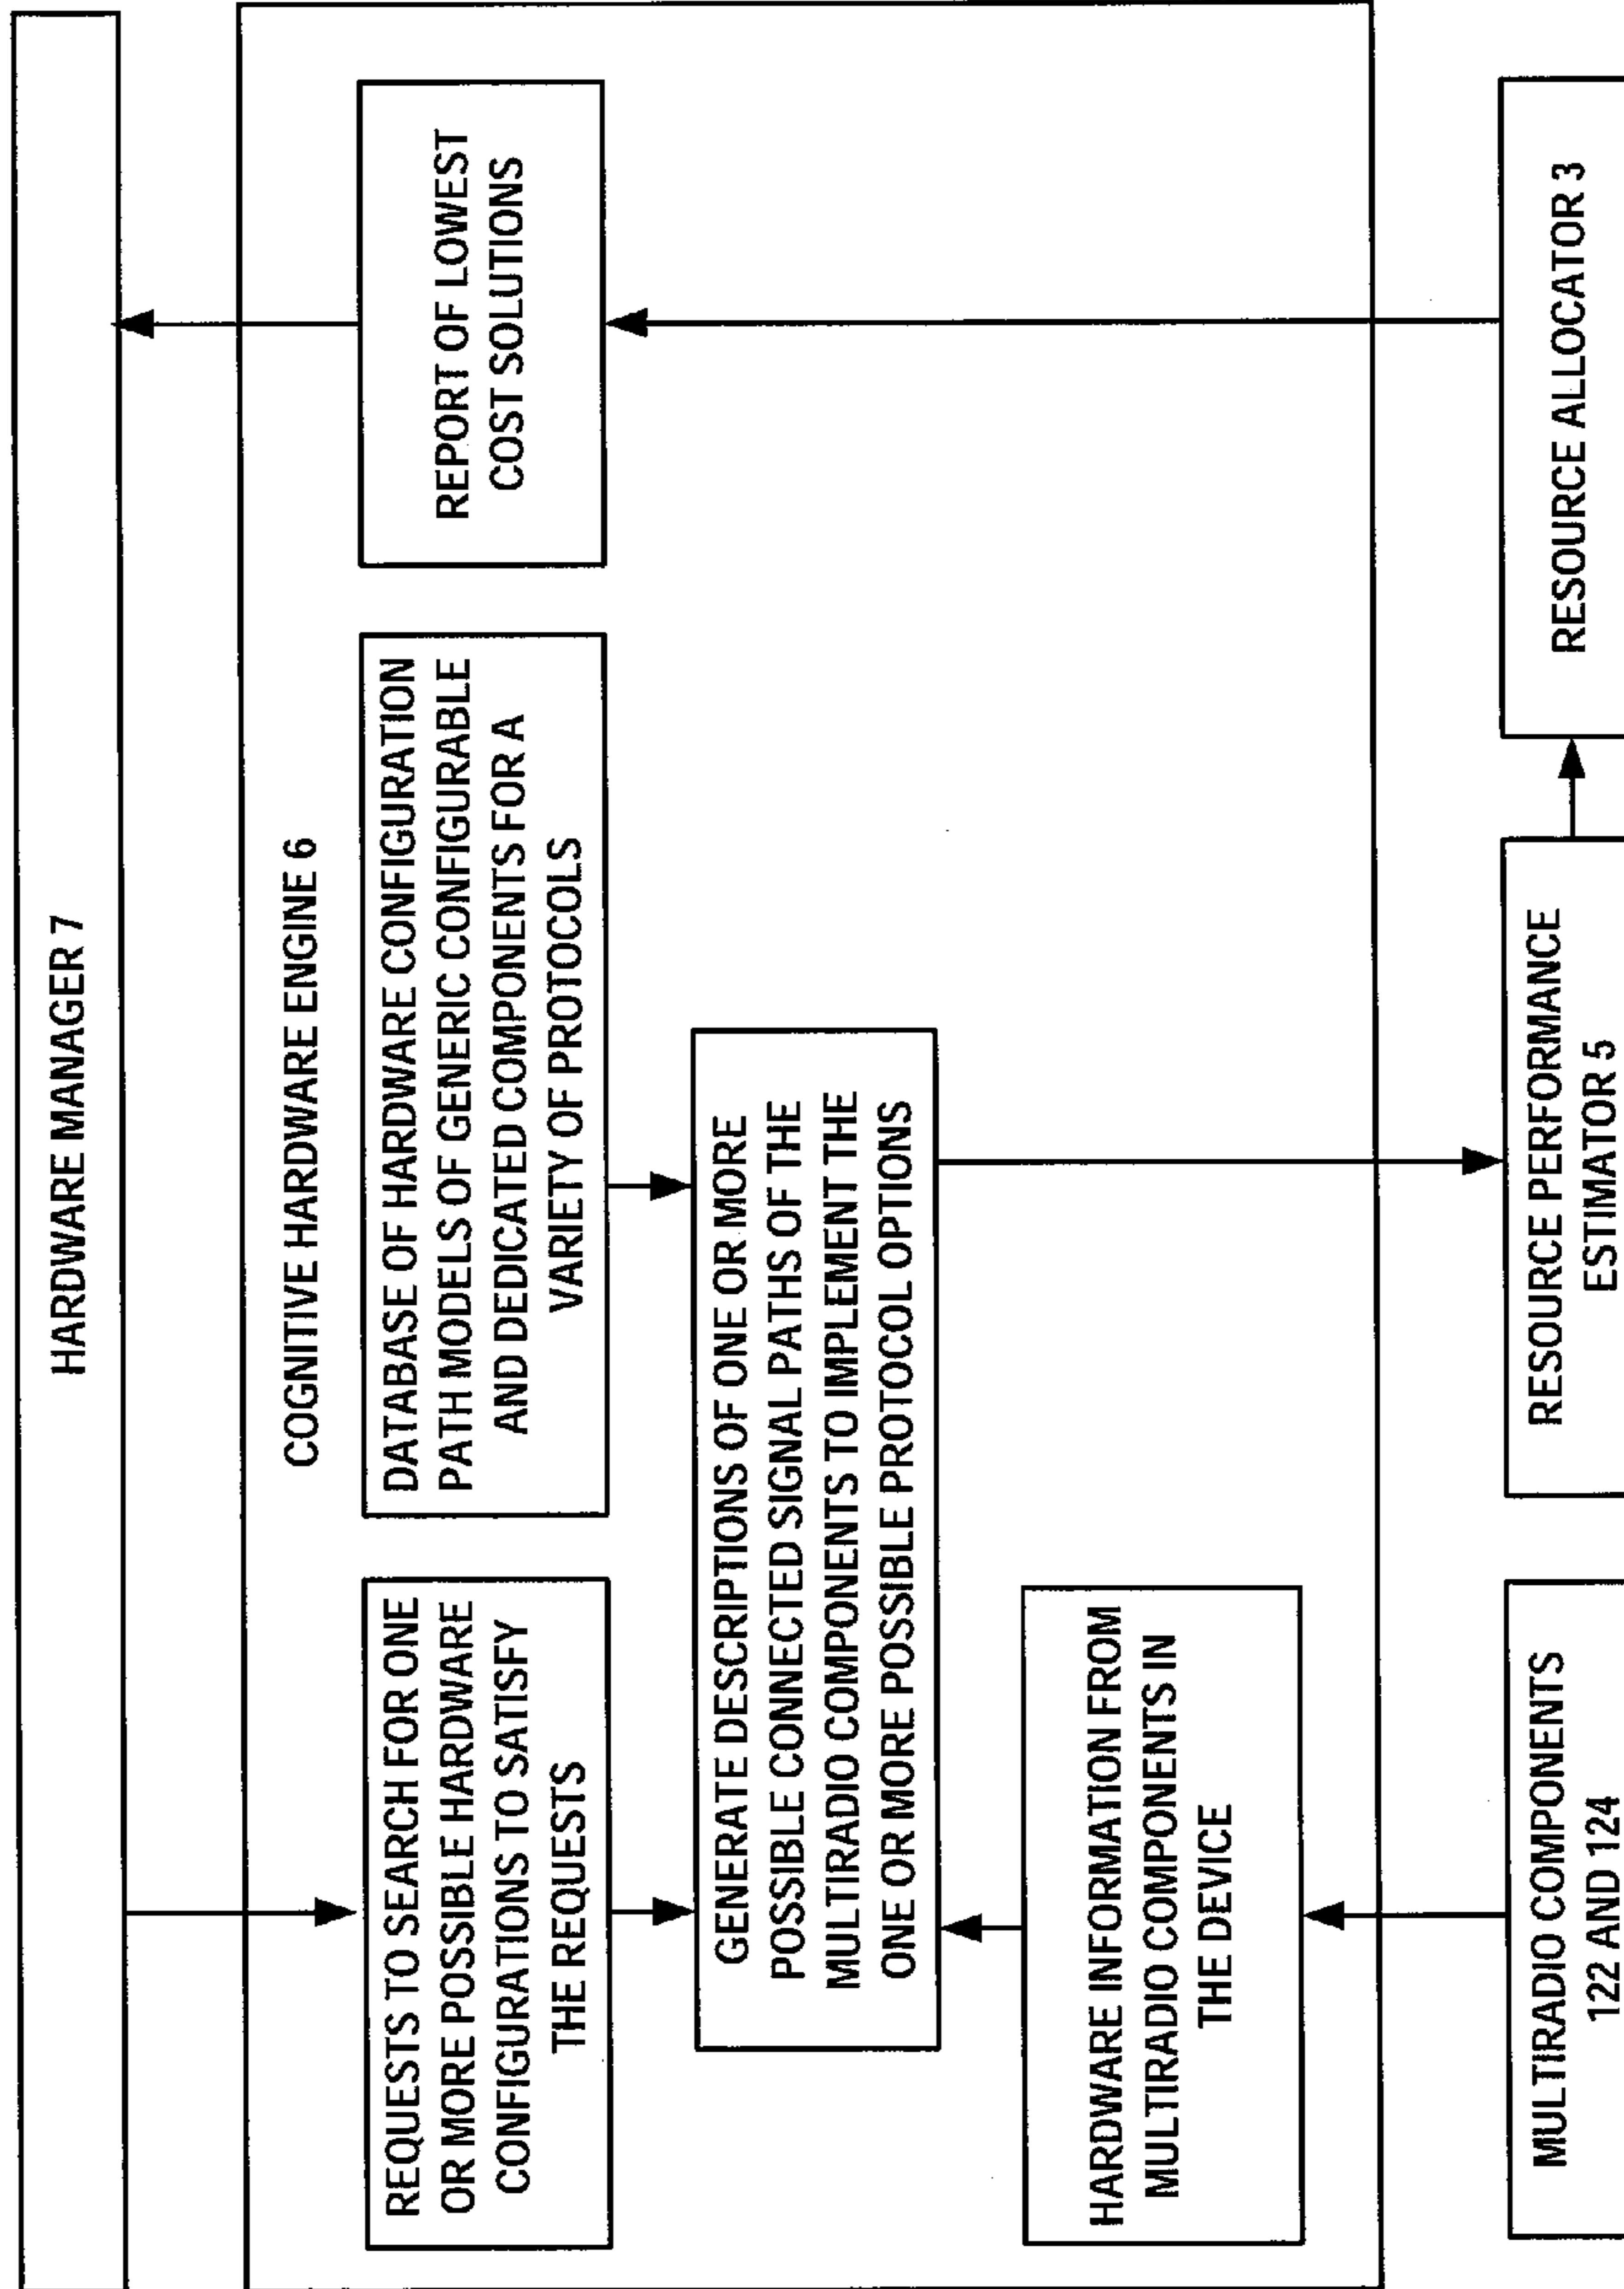 HARDWARE MANAGER 7
COGNITIVE HARDWARE ENGINE 6
REQUESTS TO SEARCH FOR ONE
OR MORE POSSIBLE HARDWARE
CONFIGURATIONS TO SATISFY
THE REQUESTS
DATABASE OF HARDWARE CONFIGURATION
PATH MODELS OF GENERIC CONFIGURABLE
AND DEDICATED COMPONENTS FOR A
VARIETY OF PROTOCOLS
REPORT OF LOWEST
COST SOLUTIONS
GENERATE DESCRIPTIONS OF ONE OR MORE
POSSIBLE CONNECTED SIGNAL PATHS OF THE
MULTIRADIO COMPONENTS TO IMPLEMENT THE
ONE OR MORE POSSIBLE PROTOCOL OPTIONS
HARDWARE INFORMATION FROM
MULTIRADIO COMPONENTS IN
THE DEVICE
MULTIRADIO COMPONENTS
122 AND 124
RESOURCE PERFORMANCE
ESTIMATOR 5
RESOURCE ALLOCATOR 3